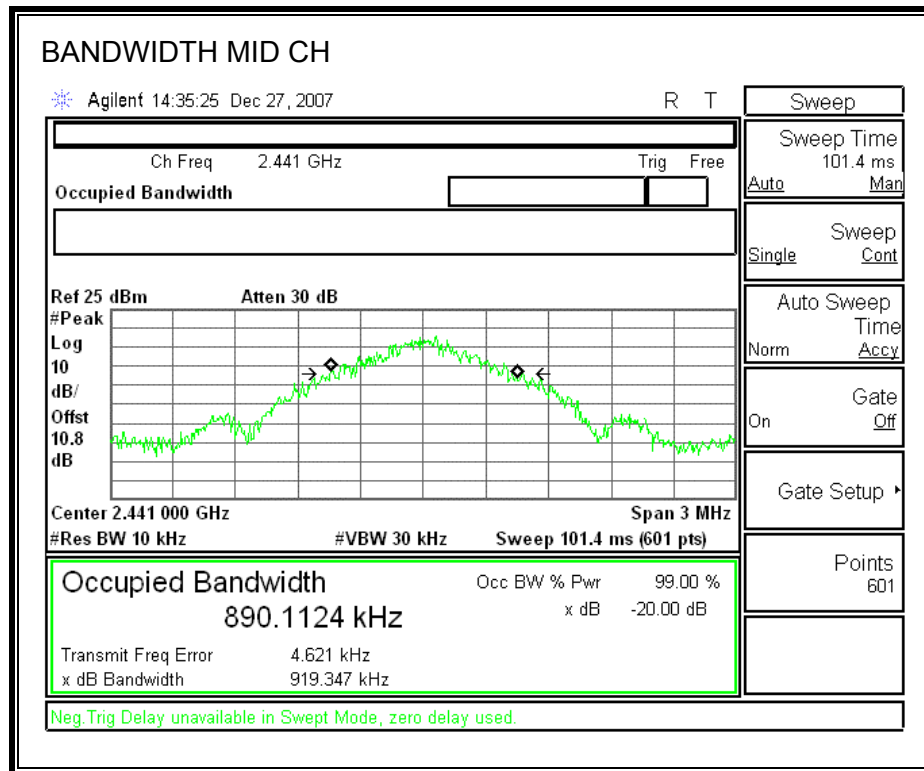 BANDWIDTH MID CH
Agilent 14:35:25 Dec 27, 2007 R T
Ch Freq 2.441 GHz Trig Free
Occupied Bandwidth
Ref 25 dBm Atten 30 dB
#Peak
Log
10
dB/
Offst
10.8
dB
Center 2.441 000 GHz Span 3 MHz
#Res BW 10 kHz #VBW 30 kHz Sweep 101.4 ms (601 pts)
Occupied Bandwidth Occ BW % Pwr 99.00 %
890.1124 kHz x dB -20.00 dB
Transmit Freq Error 4.621 kHz
x dB Bandwidth 919.347 kHz
Neg.Trig Delay unavailable in Swept Mode, zero delay used.
Sweep
Sweep Time
101.4 ms
Auto Man
Sweep
Single Cont
Auto Sweep
Time
Norm Accy
Gate
On Off
Gate Setup
Points
601